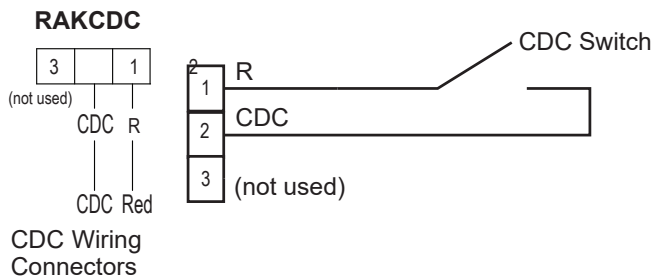 RAKCDC
3 1
(not used)
CDC R
CDC Red
CDC Wiring
Connectors
2
1 R
2 CDC
3 (not used)
CDC Switch